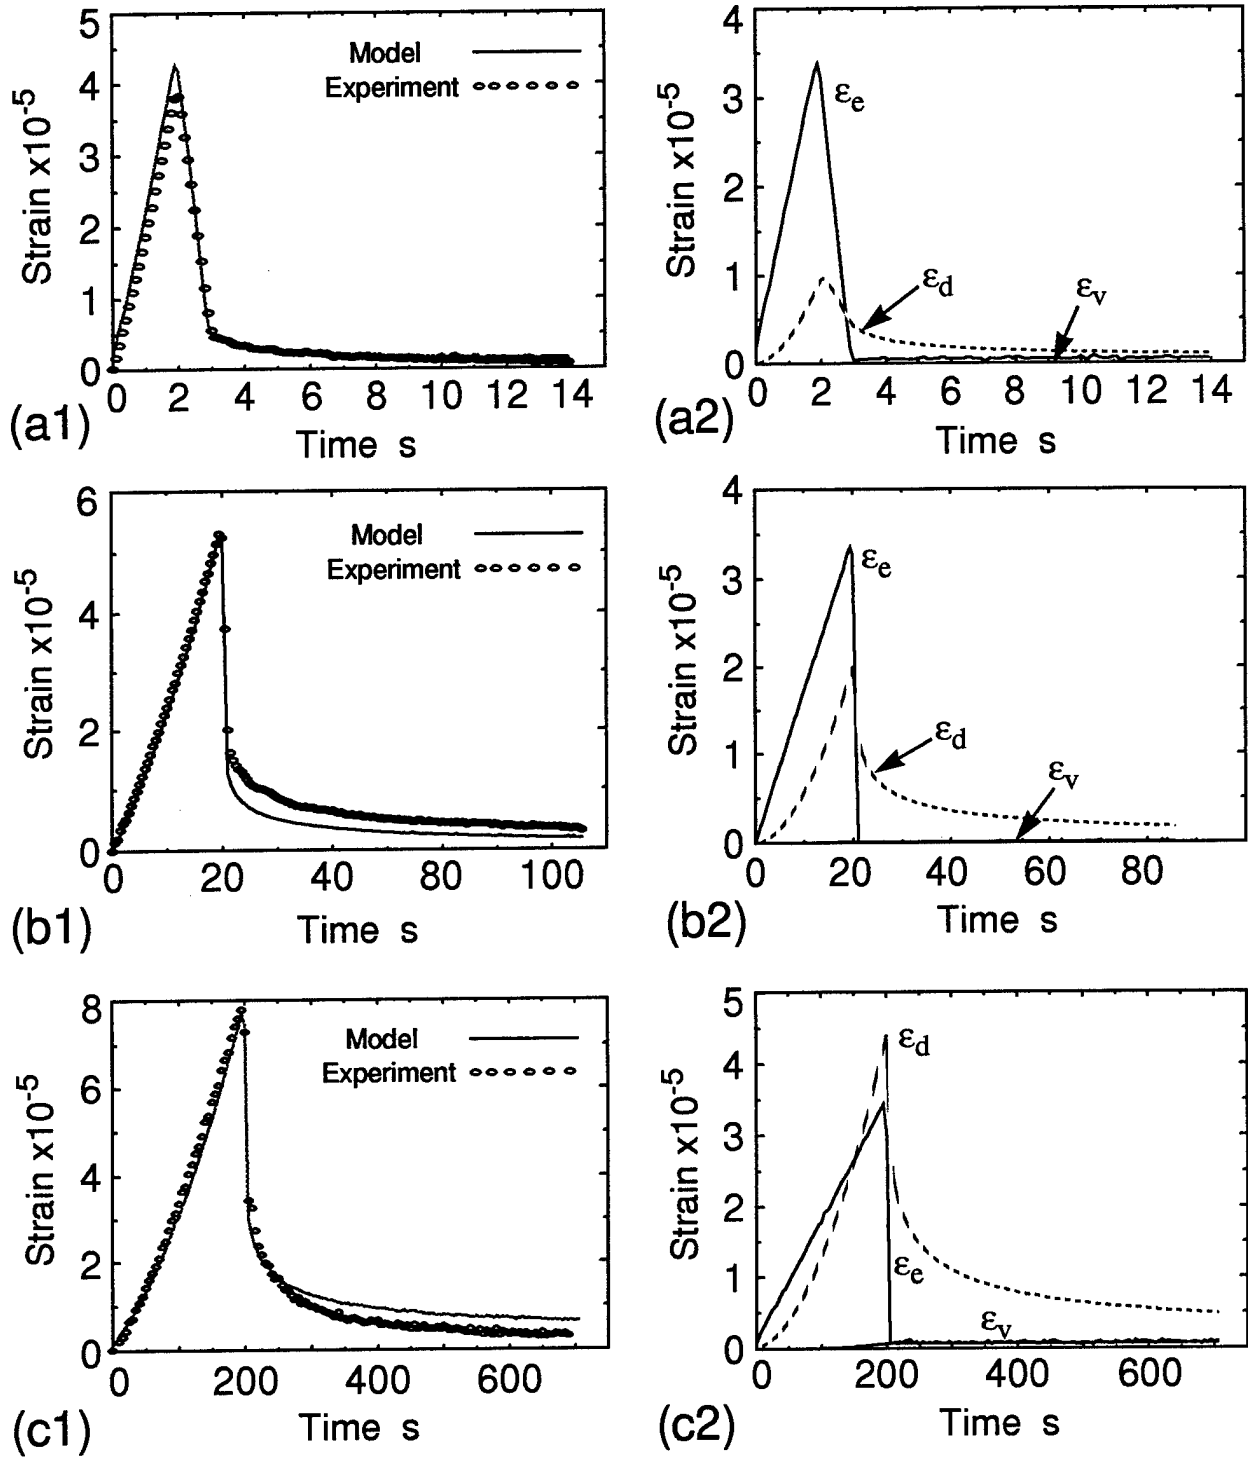 5
4
3
2
1
0
Strain x10-5
Model
Experiment
0 2 4 6 8 10 12 14
Time s
(a1)
4
3
2
1
0
Strain x10-5
εe
εd
εv
0 2 4 6 8 10 12 14
Time s
(a2)
6
4
2
0
Strain x10-5
Model
Experiment
0 20 40 60 80 100
Time s
(b1)
4
3
2
1
0
Strain x10-5
εe
εd
εv
0 20 40 60 80
Time s
(b2)
8
6
4
2
0
Strain x10-5
Model
Experiment
0 200 400 600
Time s
(c1)
5
4
3
2
1
0
Strain x10-5
εd
εe
εv
0 200 400 600
Time s
(c2)